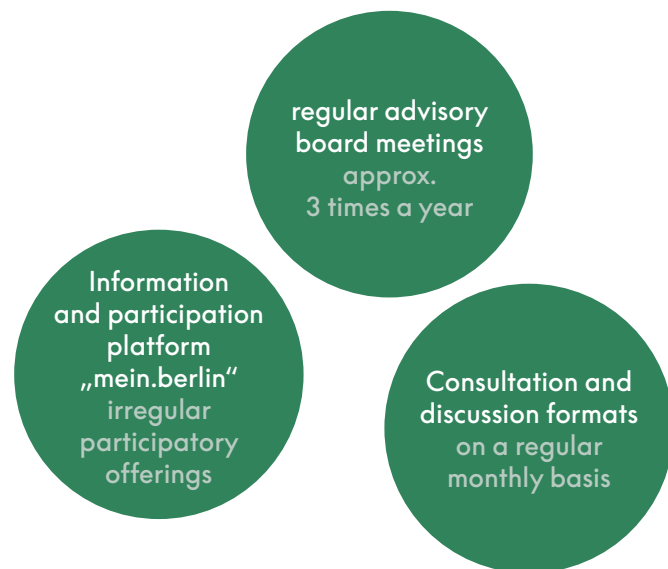 regular advisory
board meetings
approx.
3 times a year
Information
and participation
platform
„mein.berlin“
irregular
participatory
offerings
Consultation and
discussion formats
on a regular
monthly basis